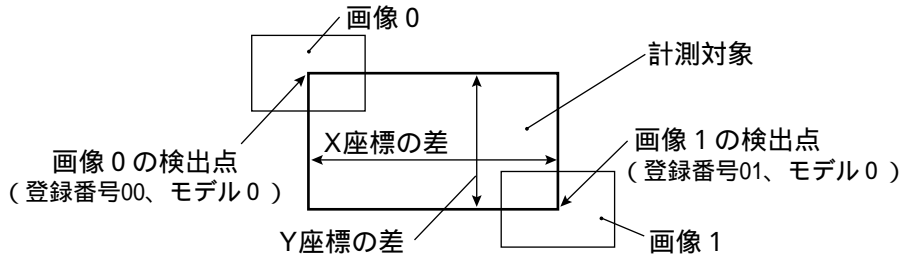 画像０
計測対象
X座標の差
画像０の検出点
（登録番号00、モデル０）
画像１の検出点
（登録番号01、モデル０）
Y座標の差
画像１